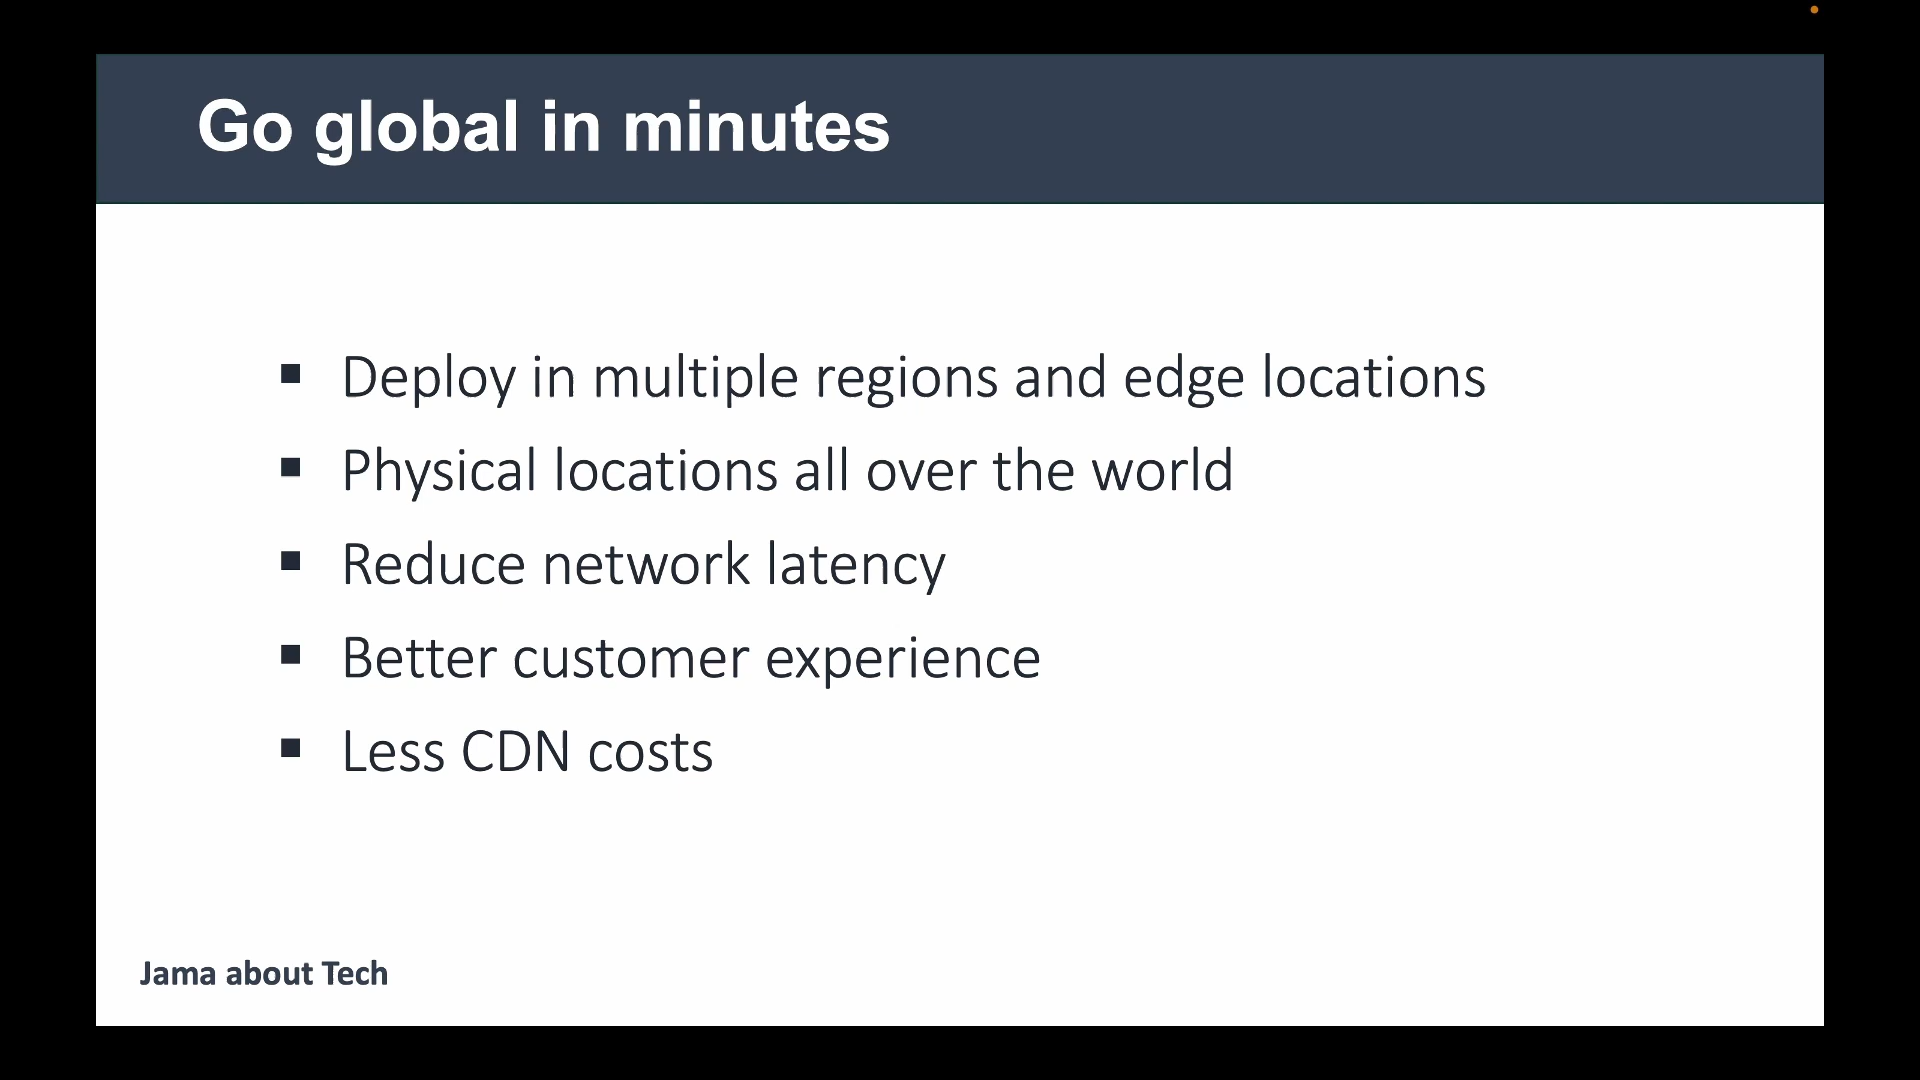 Go global in minutes
▪ Deploy in multiple regions and edge locations
▪ Physical locations all over the world
▪ Reduce network latency
▪ Better customer experience
▪ Less CDN costs
Jama about Tech